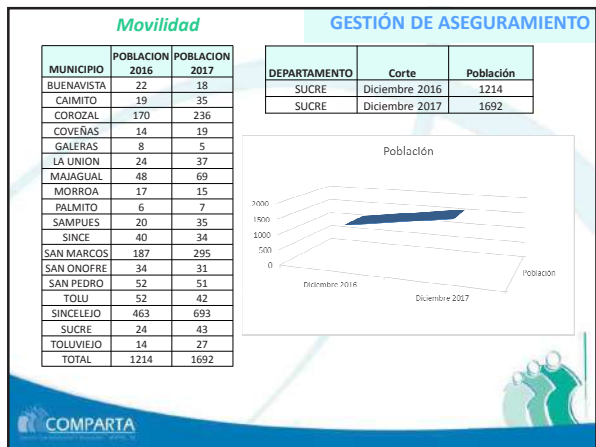 Movilidad
GESTIÓN DE ASEGURAMIENTO
MUNICIPIO POBLACION 2016 POBLACION 2017
BUENAVISTA 22 18
CAIMITO 19 35
COROZAL 170 236
COVEÑAS 14 19
GALERAS 8 5
LA UNION 24 37
MAJAGUAL 48 69
MORROA 17 15
PALMITO 6 7
SAMPUES 20 35
SINCE 40 34
SAN MARCOS 187 295
SAN ONOFRE 34 31
SAN PEDRO 52 51
TOLU 52 42
SINCELEJO 463 693
SUCRE 24 43
TOLUVIEJO 14 27
TOTAL 1214 1692
DEPARTAMENTO Corte Población
SUCRE Diciembre 2016 1214
SUCRE Diciembre 2017 1692
Población
2000
1500
1000
500
0
Diciembre 2016
Diciembre 2017
Población
COMPARTA